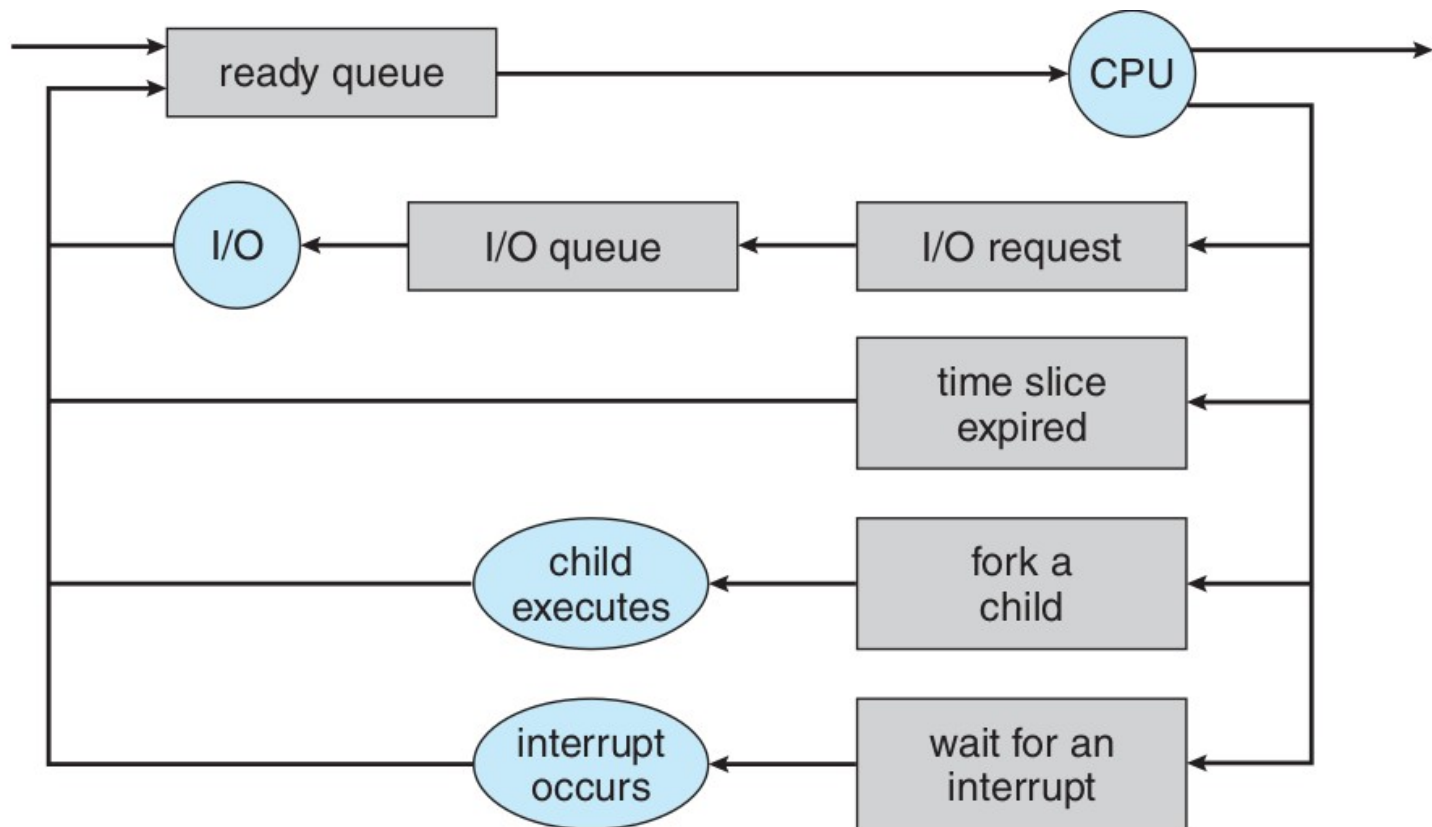 ready queue
CPU
I/O
I/O queue
I/O request
time slice
expired
child
executes
fork a
child
interrupt
occurs
wait for an
interrupt